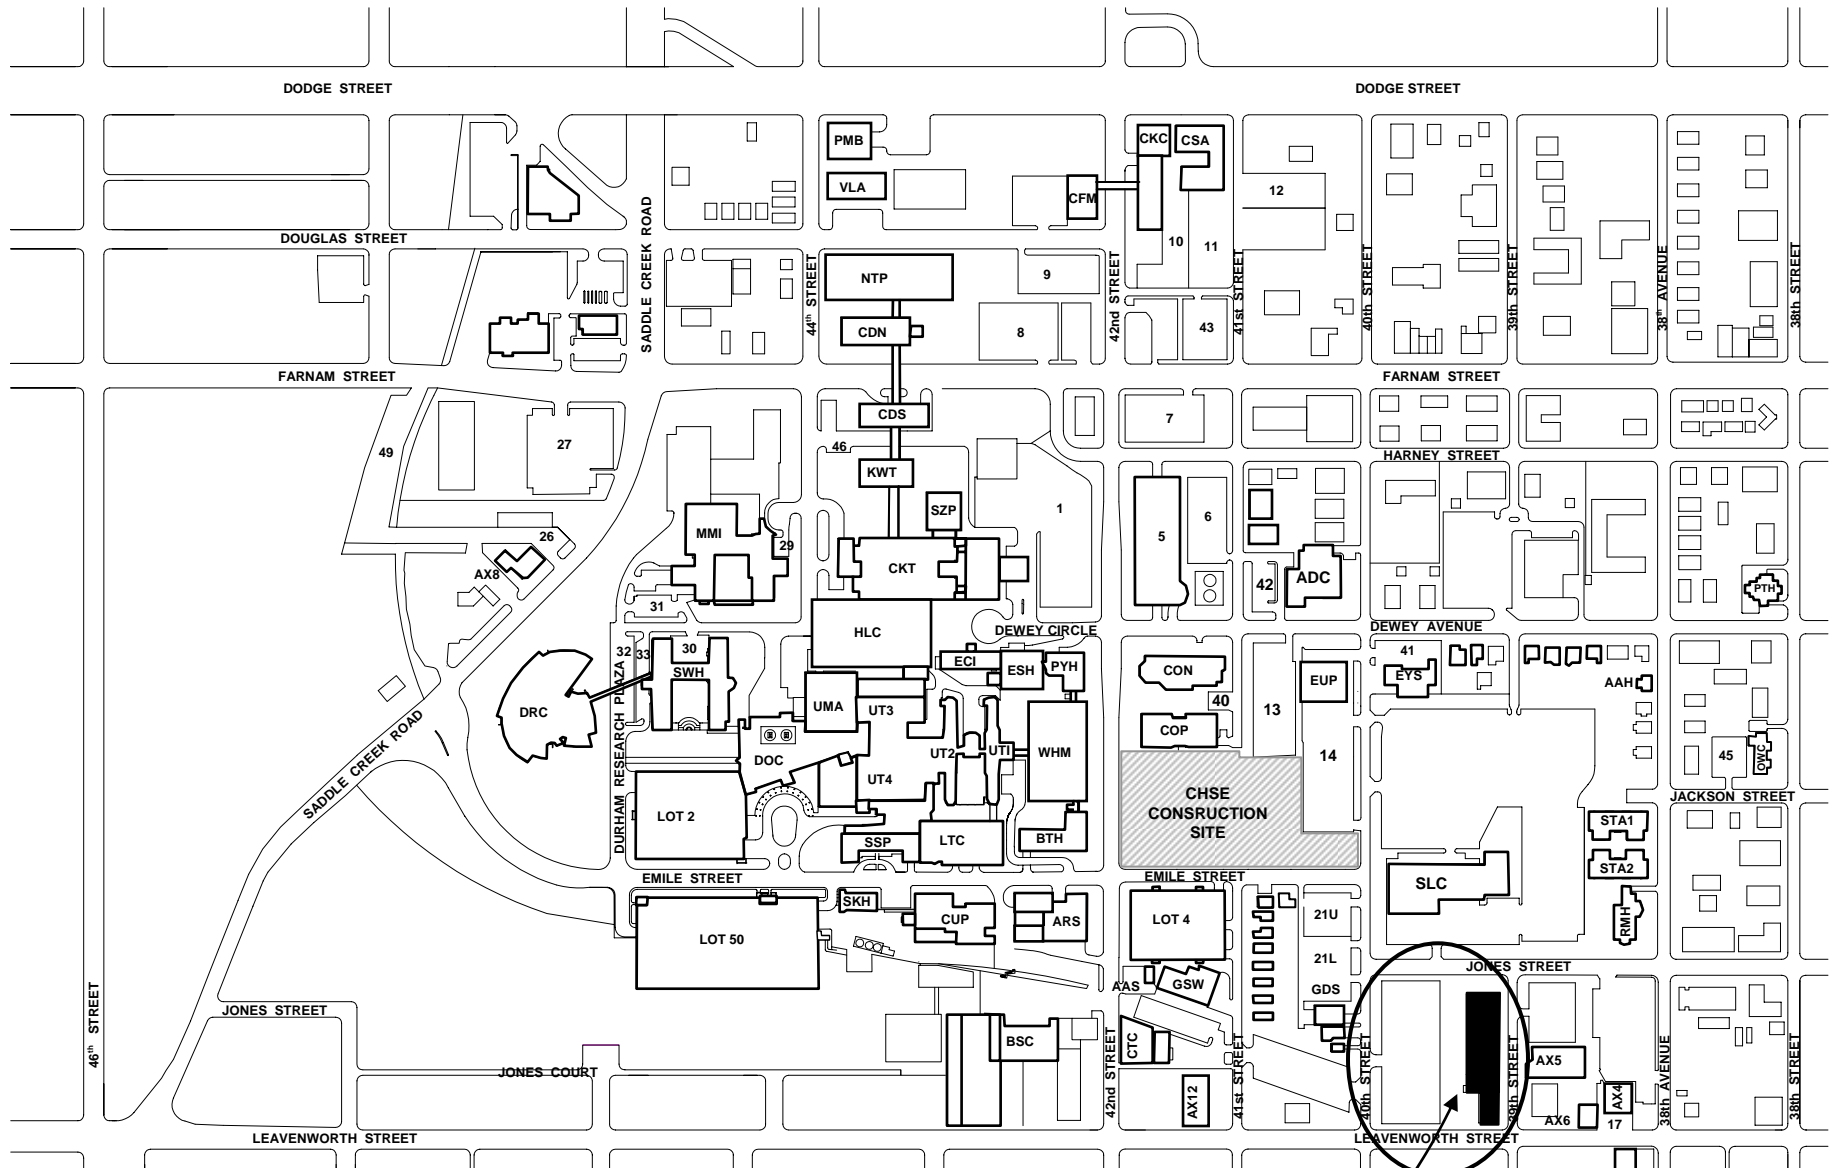 DODGE STREET
DODGE STREET
PMB
CKC
CSA
VLA
CFM
12
SADDLE CREEK ROAD
DOUGLAS STREET
10
11
44th STREET
42nd STREET
41st STREET
40th STREET
39th STREET
38th AVENUE
38th STREET
NTP
9
CDN
8
43
FARNAM STREET
FARNAM STREET
CDS
7
49
27
46
HARNEY STREET
KWT
SZP
1
6
5
MMI
29
26
AX8
CKT
42
ADC
PTH
31
HLC
DEWEY CIRCLE
DEWEY AVENUE
32
33
30
SWH
ECI
ESH
PYH
CON
41
EYS
EUP
AAH
DURHAM RESEARCH PLAZA
DRC
UMA
UT3
40
13
COP
UT2
UTI
WHM
DOC
UT4
14
45
OWC
SADDLE CREEK ROAD
CHSE
CONSRUCTION
SITE
JACKSON STREET
LOT 2
STA1
SSP
LTC
BTH
STA2
EMILE STREET
EMILE STREET
SLC
SKH
CUP
ARS
LOT 4
21U
RMH
LOT 50
21L
JONES STREET
AAS
GSW
GDS
46th STREET
JONES STREET
BSC
CTC
42nd STREET
41st STREET
40th STREET
39th STREET
38th AVENUE
38th STREET
AX5
JONES COURT
AX12
AX4
AX6
17
LEAVENWORTH STREET
LEAVENWORTH STREET